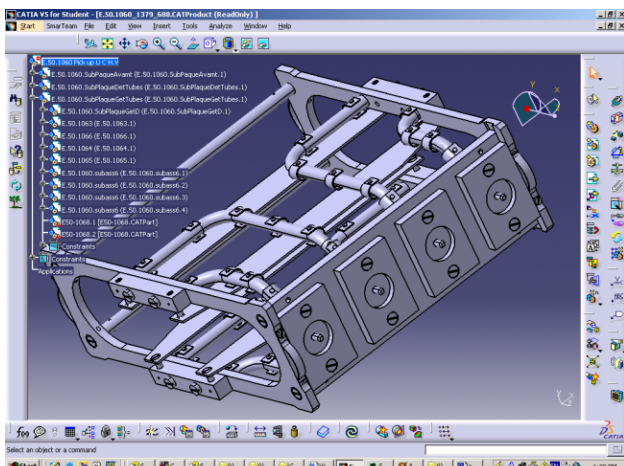 CATIA V5 for Student - [E.50.1060_1379_688.CATProduct (ReadOnly) ]
Start SmarTeam File Edit View Insert Tools Analyze Window Help
E.50.1060 Pick up U C H.V
E.50.1060.SubPaqueAvant (E.50.1060.SubPaqueAvant.1)
E.50.1060.SubPlaqueDetTubes (E.50.1060.SubPlaqueDetTubes.1)
E.50.1060.SubPlaqueGetTubes (E.50.1060.SubPlaqueGetTubes.1)
E.50.1060.SubPlaqueGetD (E.50.1060.SubPlaqueGetD.1)
E.50.1063 (E.50.1063.1)
E.50.1066 (E.50.1066.1)
E.50.1064 (E.50.1064.1)
E.50.1065 (E.50.1065.1)
E.50.1060.subass6 (E.50.1060.subass6.1)
E.50.1060.subass6 (E.50.1060.subass6.2)
E.50.1060.subass6 (E.50.1060.subass6.3)
E.50.1060.subass6 (E.50.1060.subass6.4)
E50-1068.1 [E50-1068.CATPart]
E50-1068.2 [E50-1068.CATPart]
Constraints
Constraints
Applications
Y
X
Select an object or a command
CATIA
Start